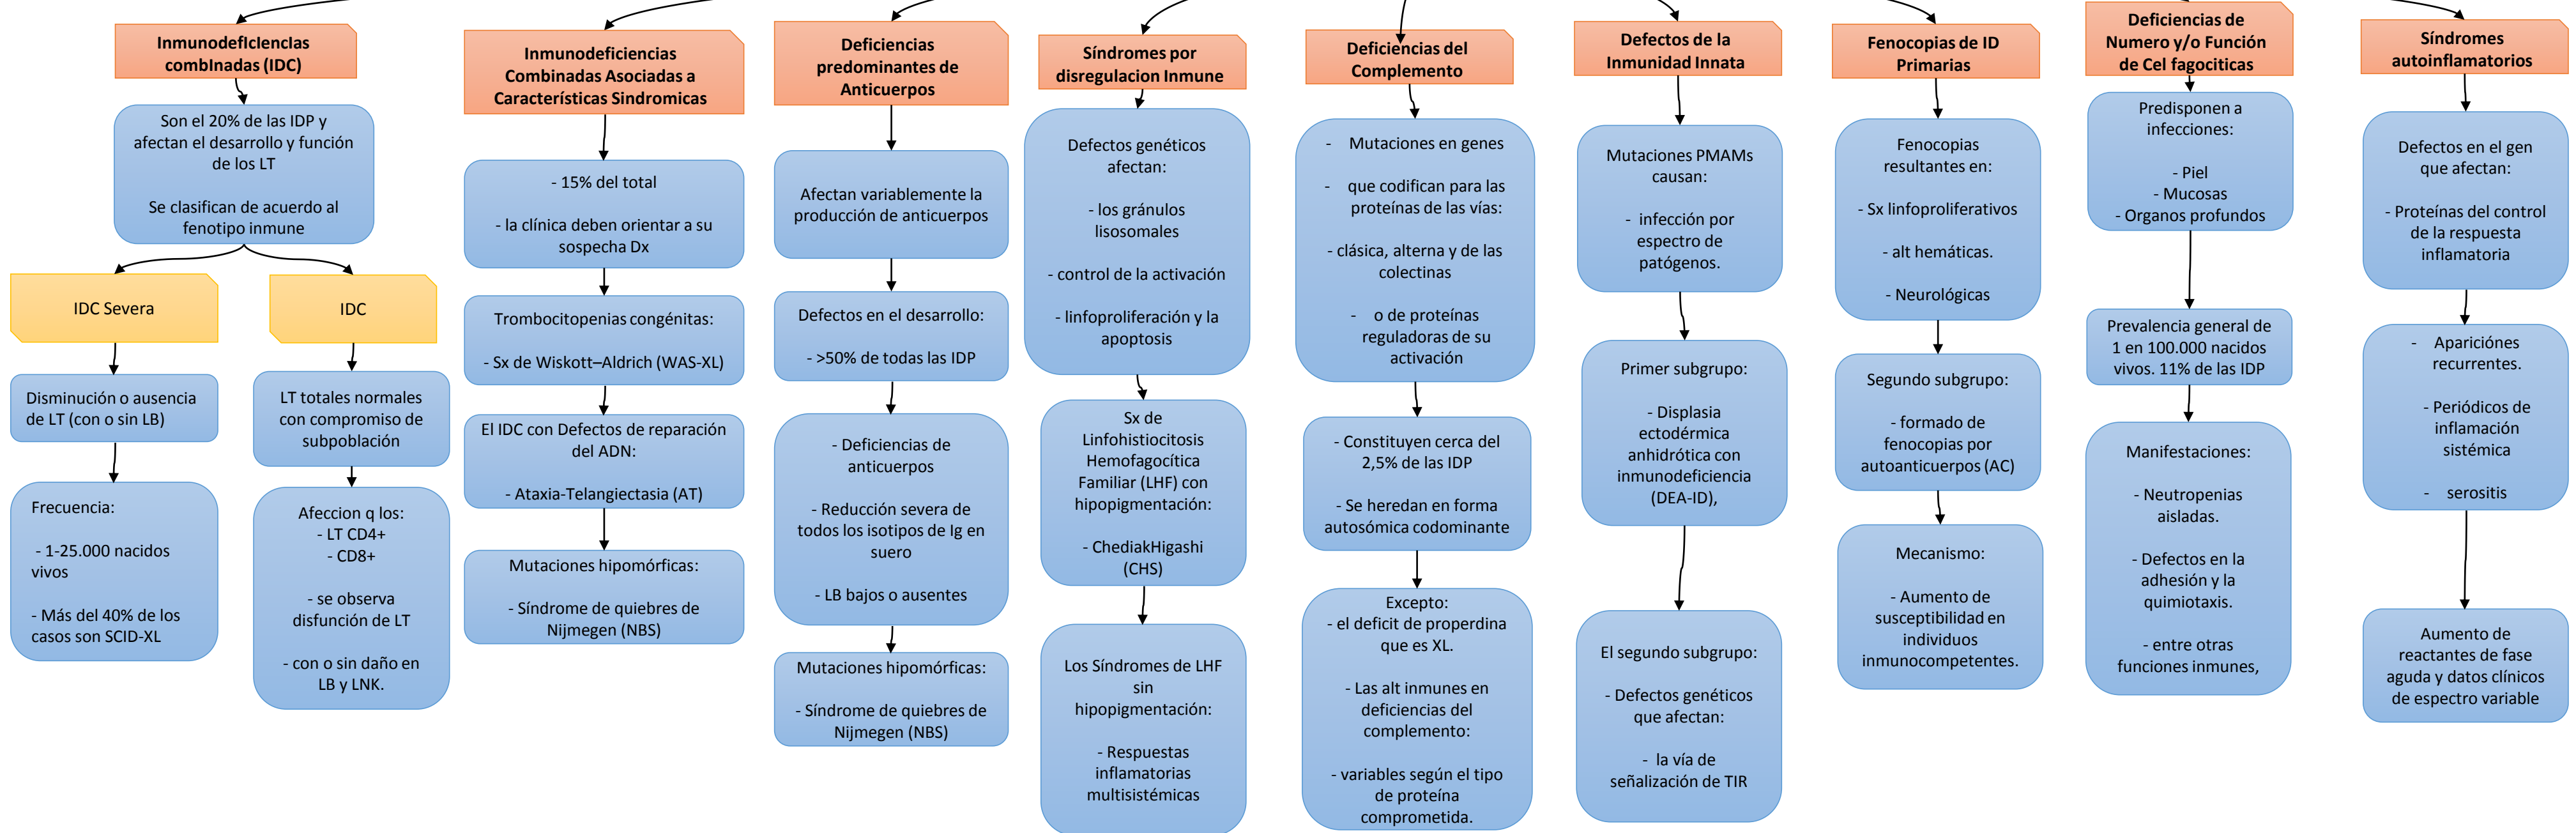 InmunodefIcIencIas
combInadas (IDC)
Son el 20% de las IDP y
afectan el desarrollo y función
de los LT
Se clasifican de acuerdo al
fenotipo inmune
IDC Severa
Disminución o ausencia
de LT (con o sin LB)
Frecuencia:
- 1-25.000 nacidos
vivos
- Más del 40% de los
casos son SCID-XL
IDC
LT totales normales
con compromiso de
subpoblación
Afeccion q los:
- LT CD4+
- CD8+
- se observa
disfunción de LT
- con o sin daño en
LB y LNK.
Inmunodeficiencias
Combinadas Asociadas a
Características Sindromicas
- 15% del total
- la clínica deben orientar a su
sospecha Dx
Trombocitopenias congénitas:
- Sx de Wiskott–Aldrich (WAS-XL)
El IDC con Defectos de reparación
del ADN:
- Ataxia-Telangiectasia (AT)
Mutaciones hipomórficas:
- Síndrome de quiebres de
Nijmegen (NBS)
Deficiencias
predominantes de
Anticuerpos
Afectan variablemente la
producción de anticuerpos
Defectos en el desarrollo:
- >50% de todas las IDP
- Deficiencias de
anticuerpos
- Reducción severa de
todos los isotipos de Ig en
suero
- LB bajos o ausentes
Mutaciones hipomórficas:
- Síndrome de quiebres de
Nijmegen (NBS)
Síndromes por
disregulacion Inmune
Defectos genéticos
afectan:
- los gránulos
lisosomales
- control de la activación
- linfoproliferación y la
apoptosis
Sx de
Linfohistiocitosis
Hemofagocítica
Familiar (LHF) con
hipopigmentación:
- ChediakHigashi
(CHS)
Los Síndromes de LHF
sin
hipopigmentación:
- Respuestas
inflamatorias
multisistémicas
Deficiencias del
Complemento
- Mutaciones en genes
- que codifican para las
proteínas de las vías:
- clásica, alterna y de las
colectinas
- o de proteínas
reguladoras de su
activación
- Constituyen cerca del
2,5% de las IDP
- Se heredan en forma
autosómica codominante
Excepto:
- el deficit de properdina
que es XL.
- Las alt inmunes en
deficiencias del
complemento:
- variables según el tipo
de proteína
comprometida.
Defectos de la
Inmunidad Innata
Mutaciones PMAMs
causan:
- infección por
espectro de
patógenos.
Primer subgrupo:
- Displasia
ectodérmica
anhidrótica con
inmunodeficiencia
(DEA-ID),
El segundo subgrupo:
- Defectos genéticos
que afectan:
- la vía de
señalización de TIR
Fenocopias de ID
Primarias
Fenocopias
resultantes en:
- Sx linfoproliferativos
- alt hemáticas.
- Neurológicas
Segundo subgrupo:
- formado de
fenocopias por
autoanticuerpos (AC)
Mecanismo:
- Aumento de
susceptibilidad en
individuos
inmunocompetentes.
Deficiencias de
Numero y/o Función
de Cel fagociticas
Predisponen a
infecciones:
- Piel
- Mucosas
- Organos profundos
Prevalencia general de
1 en 100.000 nacidos
vivos. 11% de las IDP
Manifestaciones:
- Neutropenias
aisladas.
- Defectos en la
adhesión y la
quimiotaxis.
- entre otras
funciones inmunes,
Síndromes
autoinflamatorios
Defectos en el gen
que afectan:
- Proteínas del control
de la respuesta
inflamatoria
- Apariciónes
recurrentes.
- Periódicos de
inflamación
sistémica
- serositis
Aumento de
reactantes de fase
aguda y datos clínicos
de espectro variable